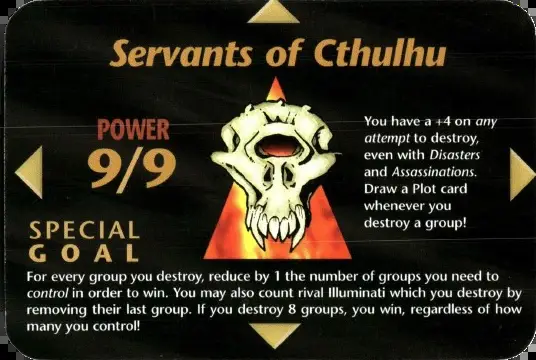 Servants of Cthulhu
POWER
9/9
You have a +4 on any
attempt to destroy,
even with Disasters
and Assassinations.
Draw a Plot card
whenever you
destroy a group!
SPECIAL
GOAL
For every group you destroy, reduce by 1 the number of groups you need to
control in order to win. You may also count rival Illuminati which you destroy by
removing their last group. If you destroy 8 groups, you win, regardless of how
many you control!